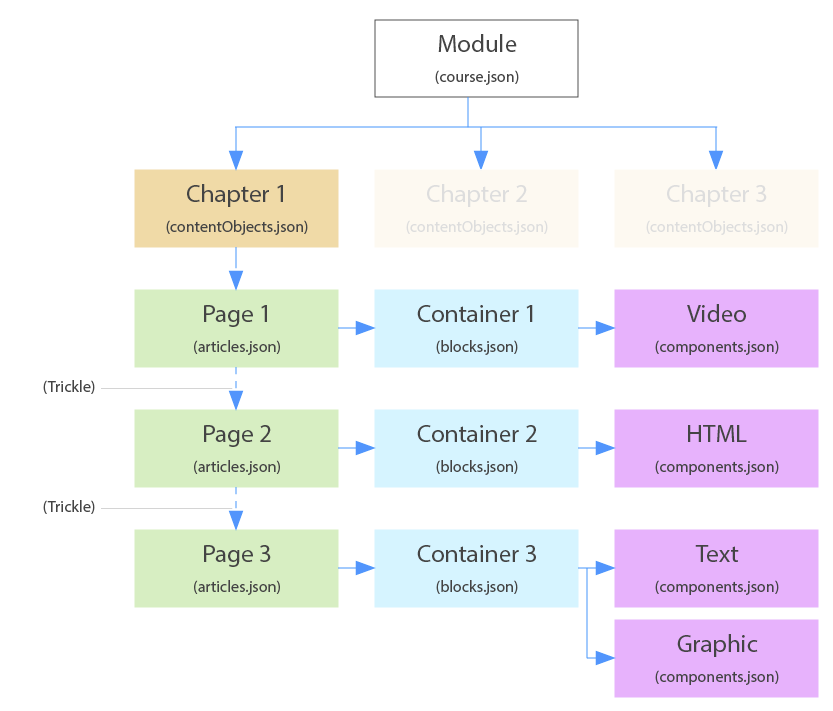 Module
(course.json)
Chapter 1
(contentObjects.json)
Chapter 2
(contentObjects.json)
Chapter 3
(contentObjects.json)
Page 1
(articles.json)
Container 1
(blocks.json)
Video
(components.json)
(Trickle)
Page 2
(articles.json)
Container 2
(blocks.json)
HTML
(components.json)
(Trickle)
Page 3
(articles.json)
Container 3
(blocks.json)
Text
(components.json)
Graphic
(components.json)